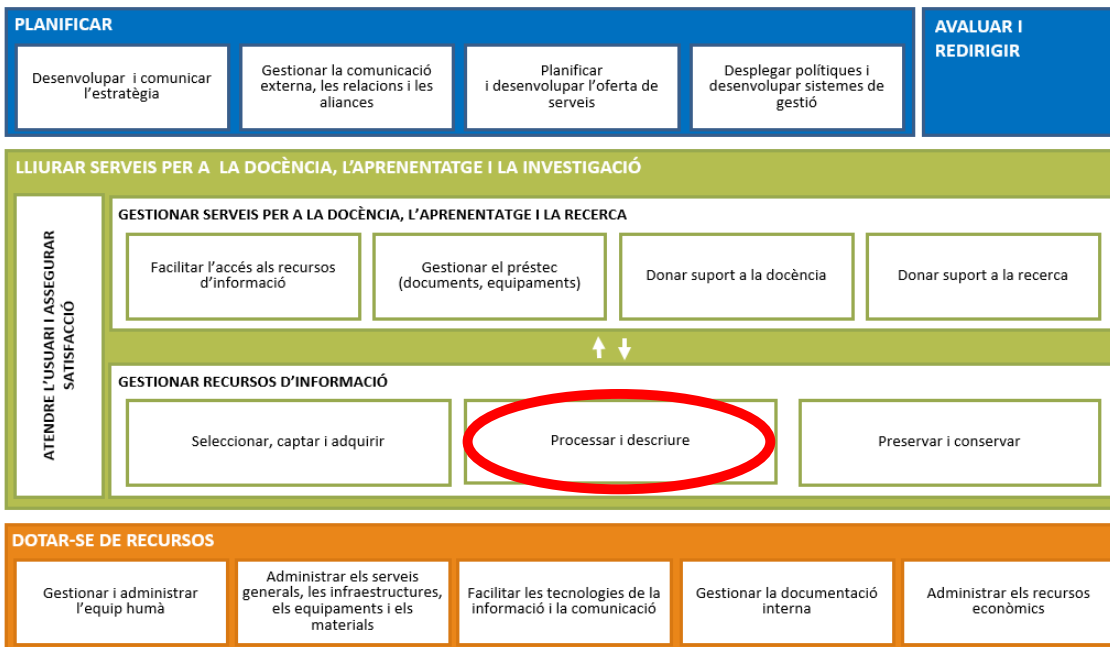 PLANIFICAR
Desenvolupar i comunicar
l'estratègia
Gestionar la comunicació
externa, les relacions i les
aliances
Planificar
i desenvolupar l'oferta de
serveis
Desplegar polítiques i
desenvolupar sistemes de
gestió
AVALUAR I
REDIRIGIR
LLIURAR SERVEIS PER A LA DOCÈNCIA, L'APRENENTATGE I LA INVESTIGACIÓ
ATENDRE L'USUARI I ASSEGURAR
SATISFACCIÓ
GESTIONAR SERVEIS PER A LA DOCÈNCIA, L'APRENENTATGE I LA RECERCA
Facilitar l'accés als recursos
d'informació
Gestionar el préstec
(documents, equipaments)
Donar suport a la docència
Donar suport a la recerca
GESTIONAR RECURSOS D'INFORMACIÓ
Seleccionar, captar i adquirir
Processar i descriure
Preservar i conservar
DOTAR-SE DE RECURSOS
Gestionar i administrar
l'equip humà
Administrar els serveis
generals, les infraestructures,
els equipaments i els
materials
Facilitar les tecnologies de la
informació i la comunicació
Gestionar la documentació
interna
Administrar els recursos
econòmics